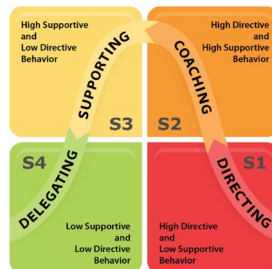 High Supportive
and
Low Directive
Behavior
SUPPORTING
S3
High Directive
and
High Supportive
Behavior
COACHING
S2
S4
DELEGATING
Low Supportive
and
Low Directive
Behavior
S1
DIRECTING
High Directive
and
Low Supportive
Behavior